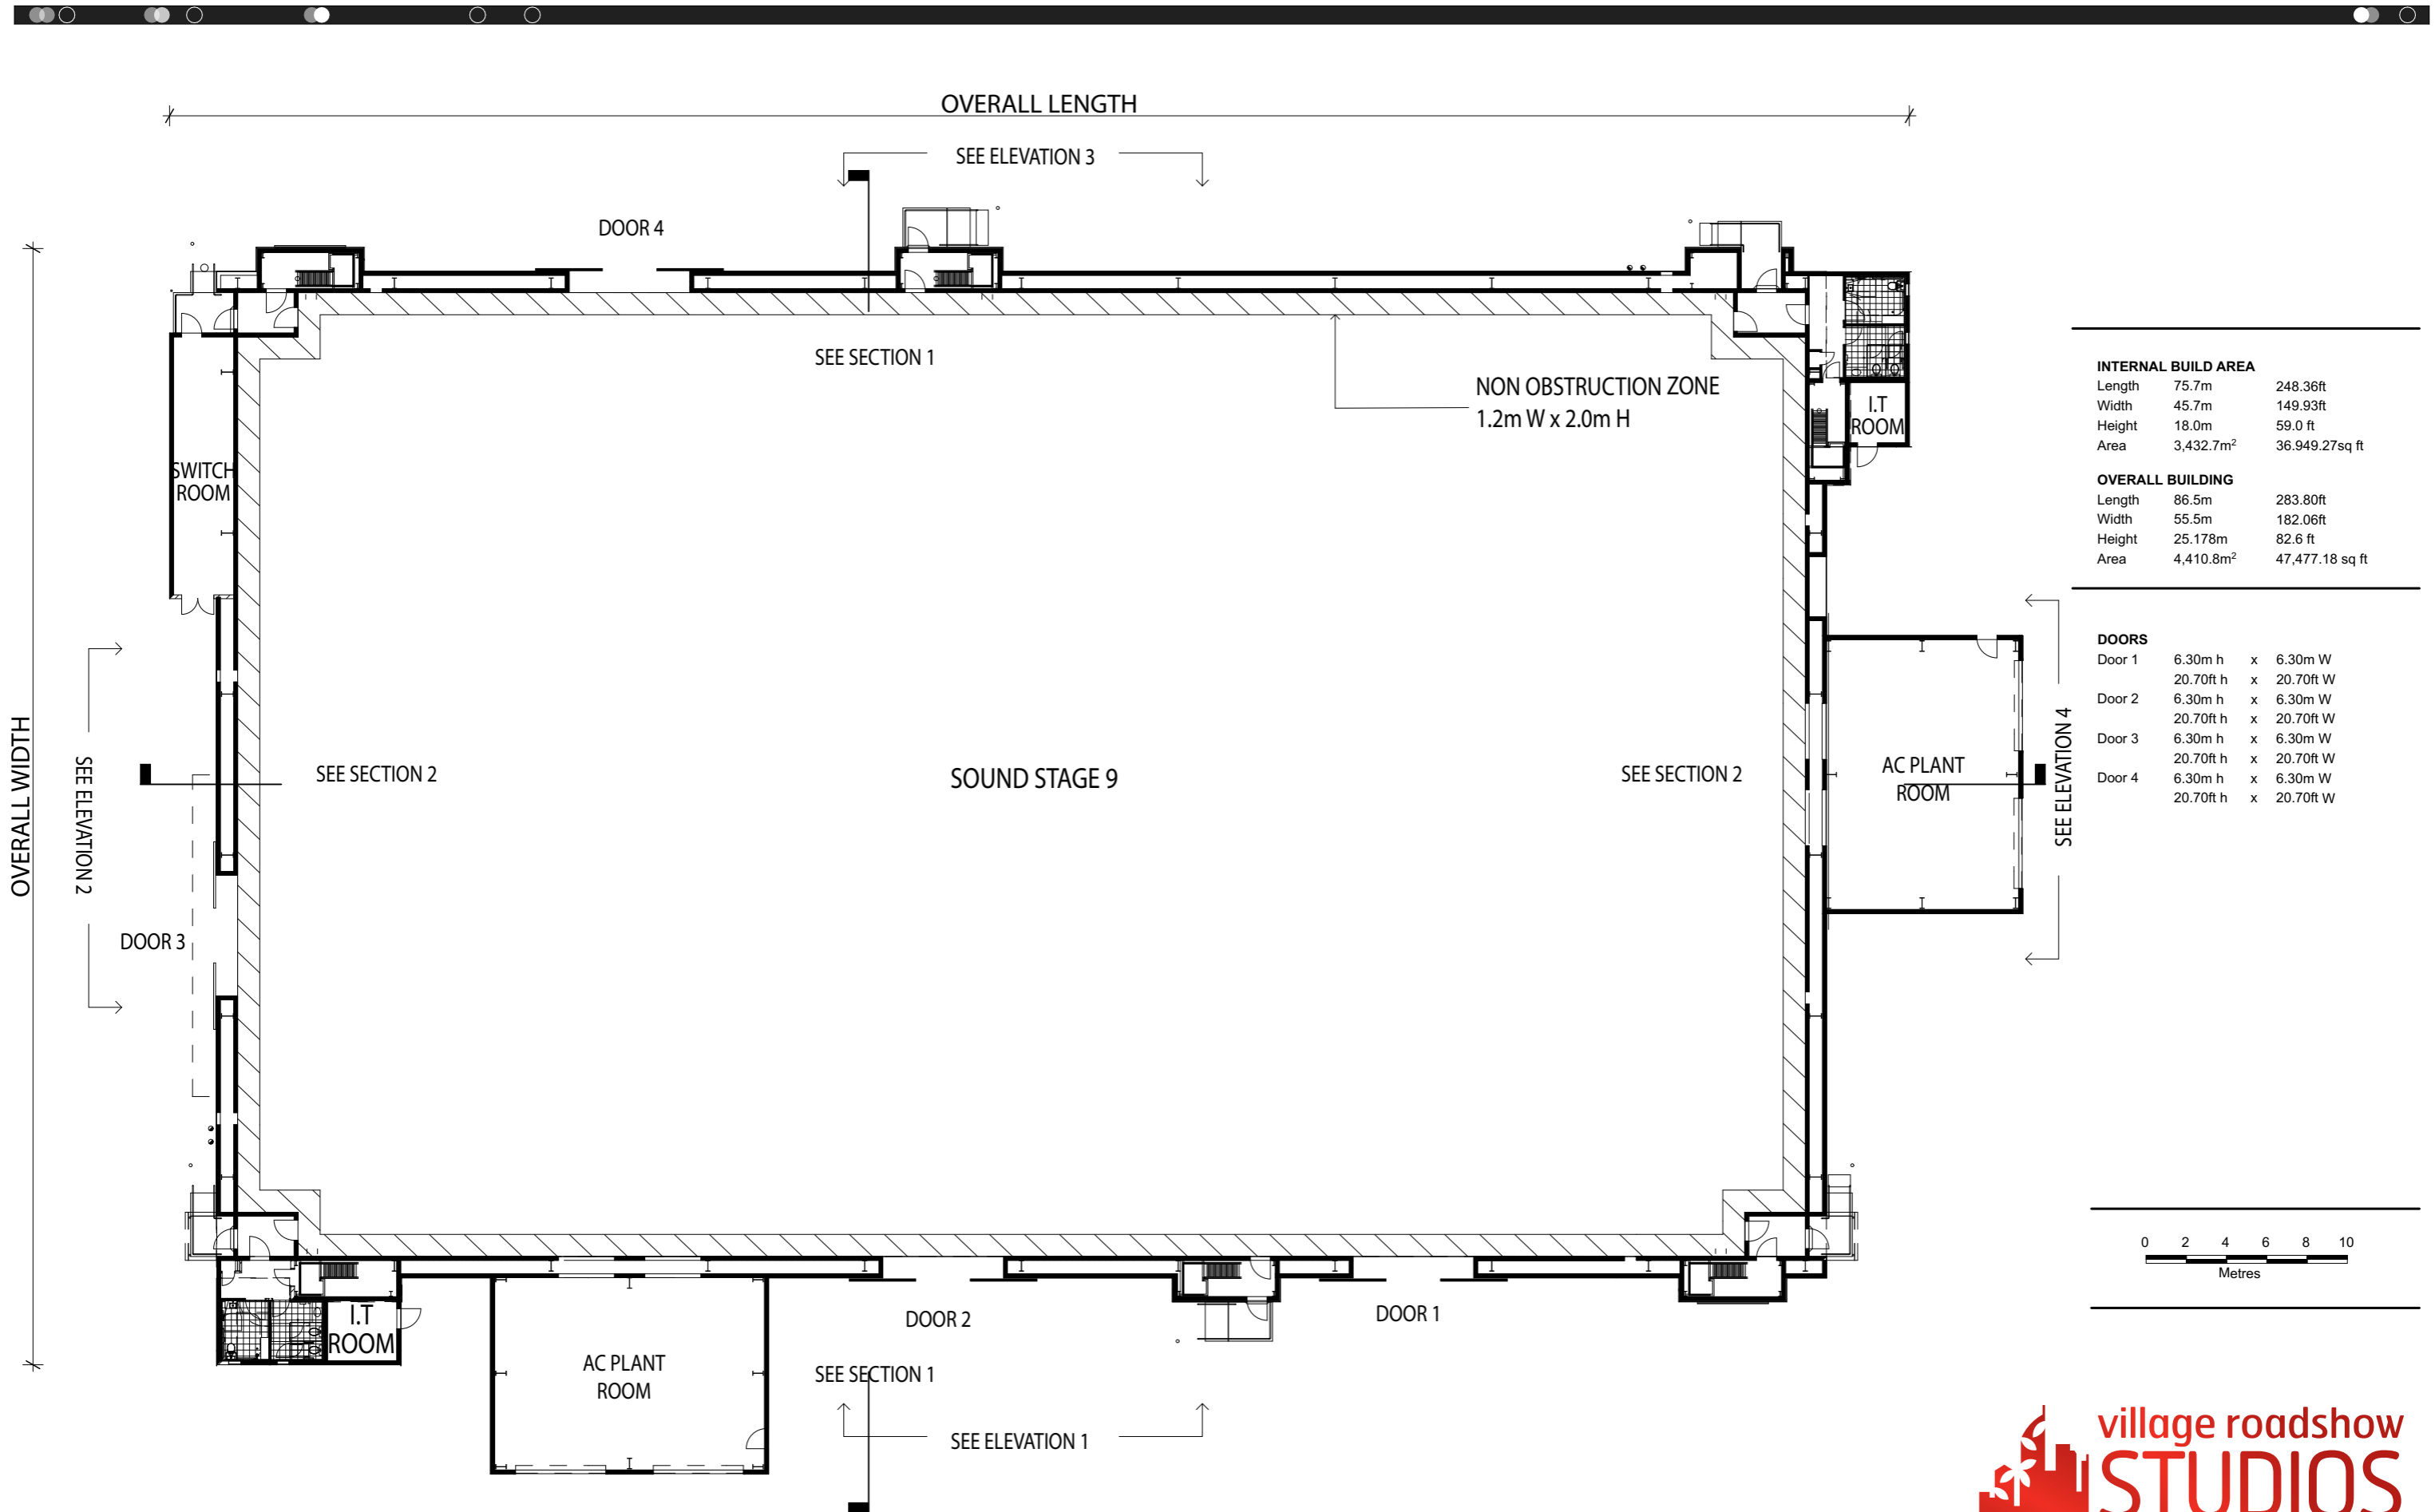 OVERALL LENGTH
SEE ELEVATION 3
DOOR 4
SEE SECTION 1
NON OBSTRUCTION ZONE
1.2m W x 2.0m H
I.T
ROOM
SWITCH
ROOM
OVERALL WIDTH
SEE ELEVATION 2
SEE SECTION 2
SOUND STAGE 9
SEE SECTION 2
AC PLANT
ROOM
SEE ELEVATION 4
DOOR 3
I.T
ROOM
DOOR 2
DOOR 1
AC PLANT
ROOM
SEE SECTION 1
SEE ELEVATION 1
INTERNAL BUILD AREA
Length 75.7m 248.36ft
Width 45.7m 149.93ft
Height 18.0m 59.0 ft
Area 3,432.7m² 36.949.27sq ft
OVERALL BUILDING
Length 86.5m 283.80ft
Width 55.5m 182.06ft
Height 25.178m 82.6 ft
Area 4,410.8m² 47,477.18 sq ft
DOORS
Door 1 6.30m h x 6.30m W
20.70ft h x 20.70ft W
Door 2 6.30m h x 6.30m W
20.70ft h x 20.70ft W
Door 3 6.30m h x 6.30m W
20.70ft h x 20.70ft W
Door 4 6.30m h x 6.30m W
20.70ft h x 20.70ft W
0 2 4 6 8 10
Metres
village roadshow
STUDIOS